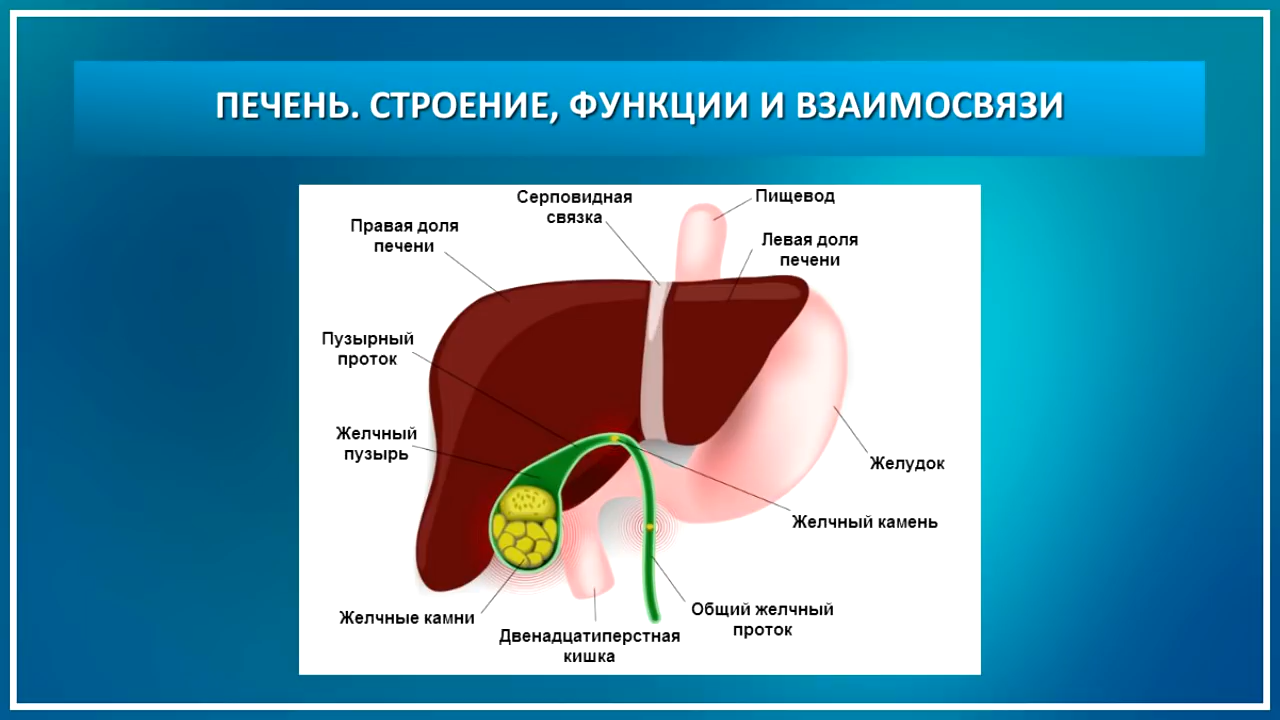 ПЕЧЕНЬ. СТРОЕНИЕ, ФУНКЦИИ И ВЗАИМОСВЯЗИ
Серповидная
связка
Пищевод
Правая доля
печени
Левая доля
печени
Пузырный
проток
Желчный
пузырь
Желудок
Желчный камень
Желчные камни
Общий желчный
проток
Двенадцатиперстная
кишка